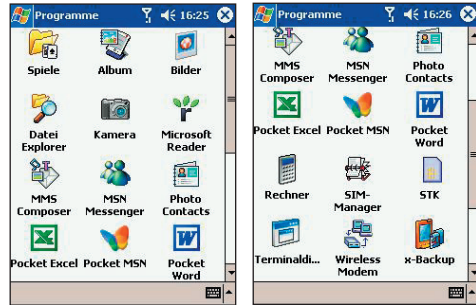 Programme 16:25
Spiele Album Bilder
Datei Explorer Kamera Microsoft Reader
MMS Composer MSN Messenger Photo Contacts
Pocket Excel Pocket MSN Pocket Word
Programme 16:26
MMS Composer MSN Messenger Photo Contacts
Pocket Excel Pocket MSN Pocket Word
Rechner SIM-Manager STK
Terminaldi... Wireless Modem x-Backup